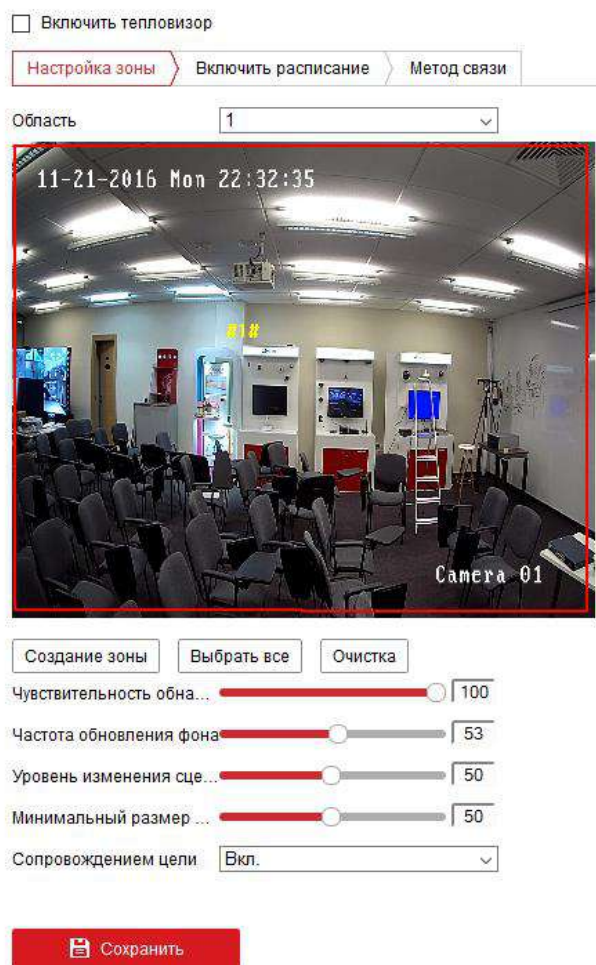 Включить тепловизор
Настройка зоны Включить расписание Метод связи
Область 1
11-21-2016 Mon 22:32:35
#1#
Camera 01
Создание зоны Выбрать все Очистка
Чувствительность обна... 100
Частота обновления фона 53
Уровень изменения сце... 50
Минимальный размер ... 50
Сопровождением цели Вкл.
Сохранить